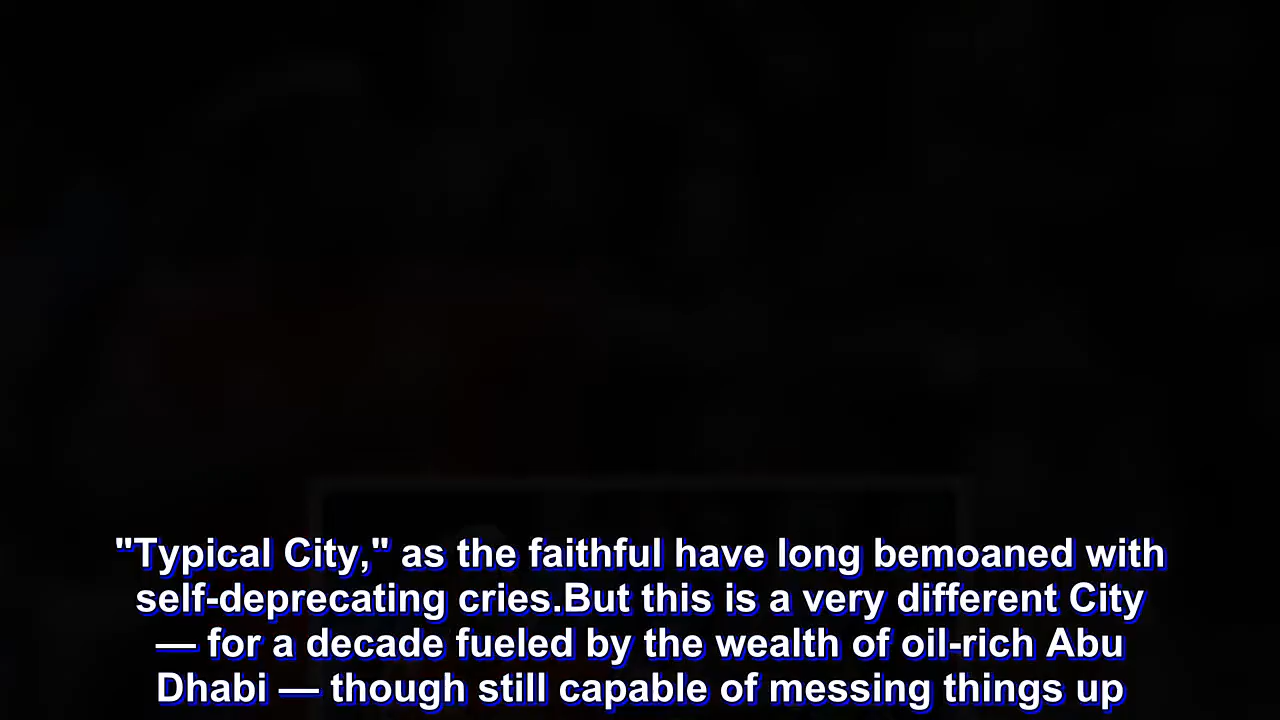 "Typical City," as the faithful have long bemoaned with
self-deprecating cries.But this is a very different City
— for a decade fueled by the wealth of oil-rich Abu
Dhabi — though still capable of messing things up